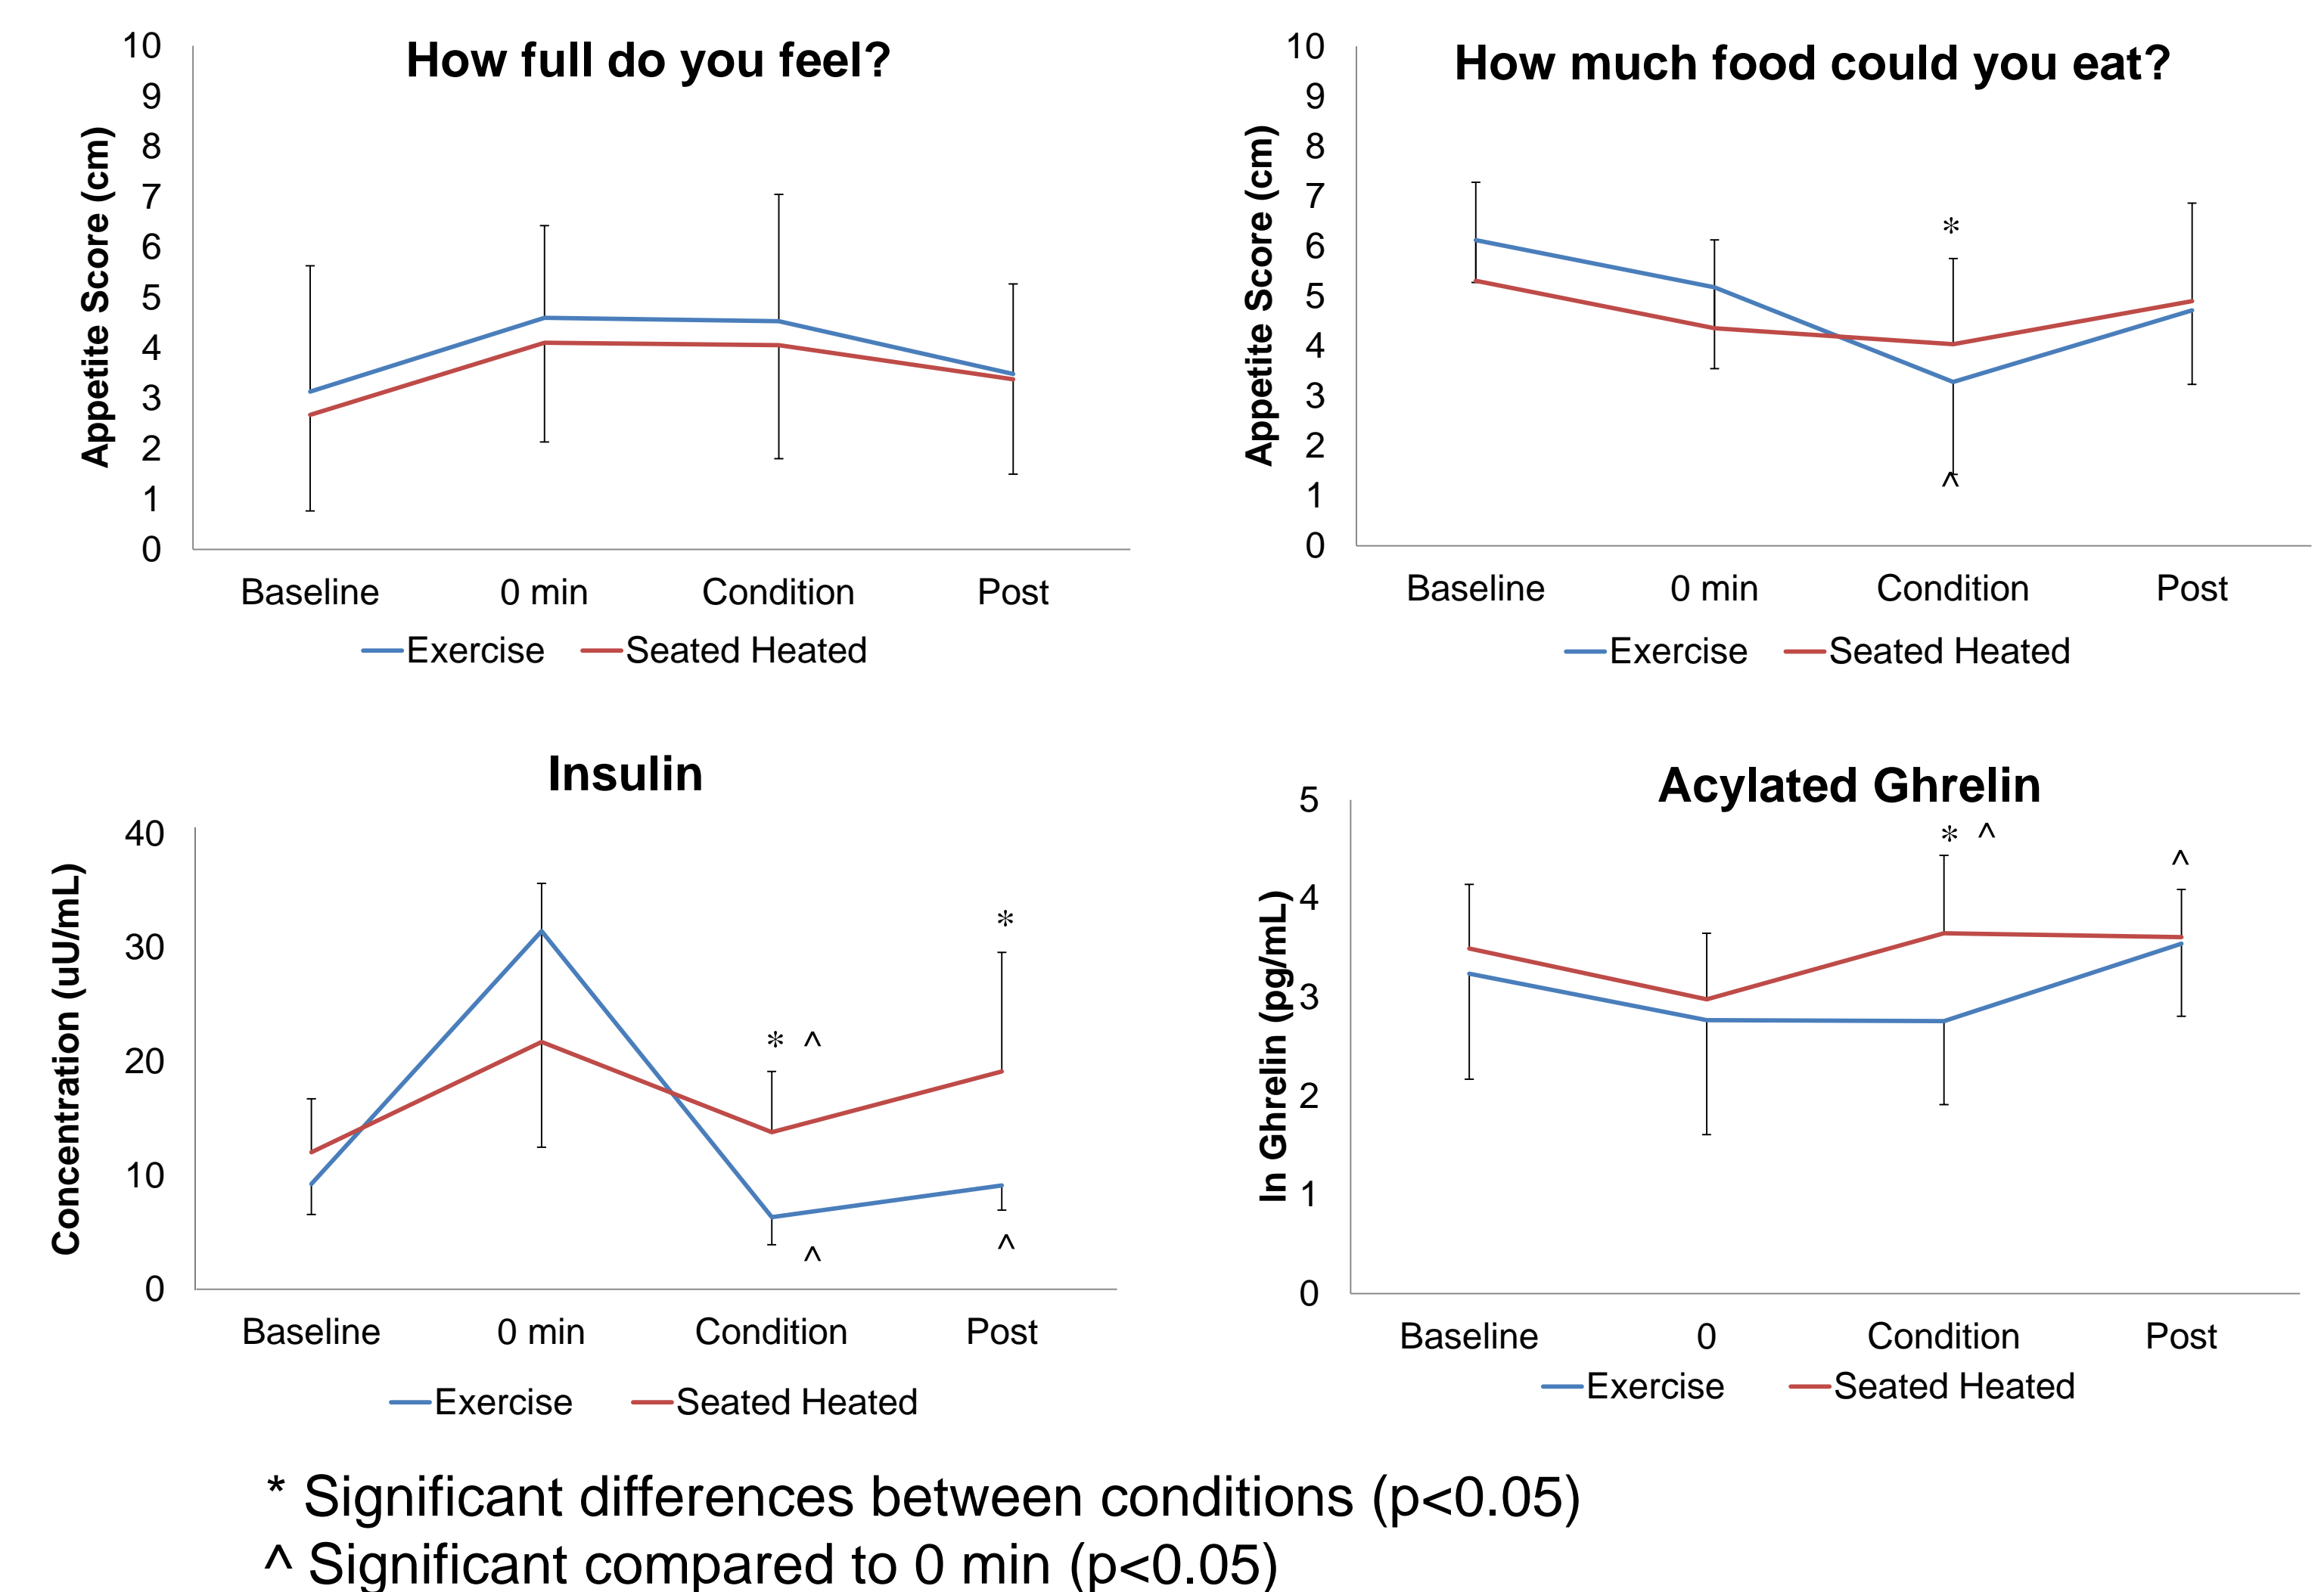 How full do you feel?
Appetite Score (cm)
10
9
8
7
6
5
4
3
2
1
0
Baseline 0 min Condition Post
Exercise Seated Heated
How much food could you eat?
Appetite Score (cm)
10
9
8
7
6
5
4
3
2
1
0
*
^
Baseline 0 min Condition Post
Exercise Seated Heated
Insulin
Concentration (uU/mL)
40
30
20
10
0
*
* ^
^ ^
Baseline 0 min Condition Post
Exercise Seated Heated
Acylated Ghrelin
ln Ghrelin (pg/mL)
5
4
3
2
1
0
* ^
^
Baseline 0 Condition Post
Exercise Seated Heated
* Significant differences between conditions (p<0.05)
^ Significant compared to 0 min (p<0.05)